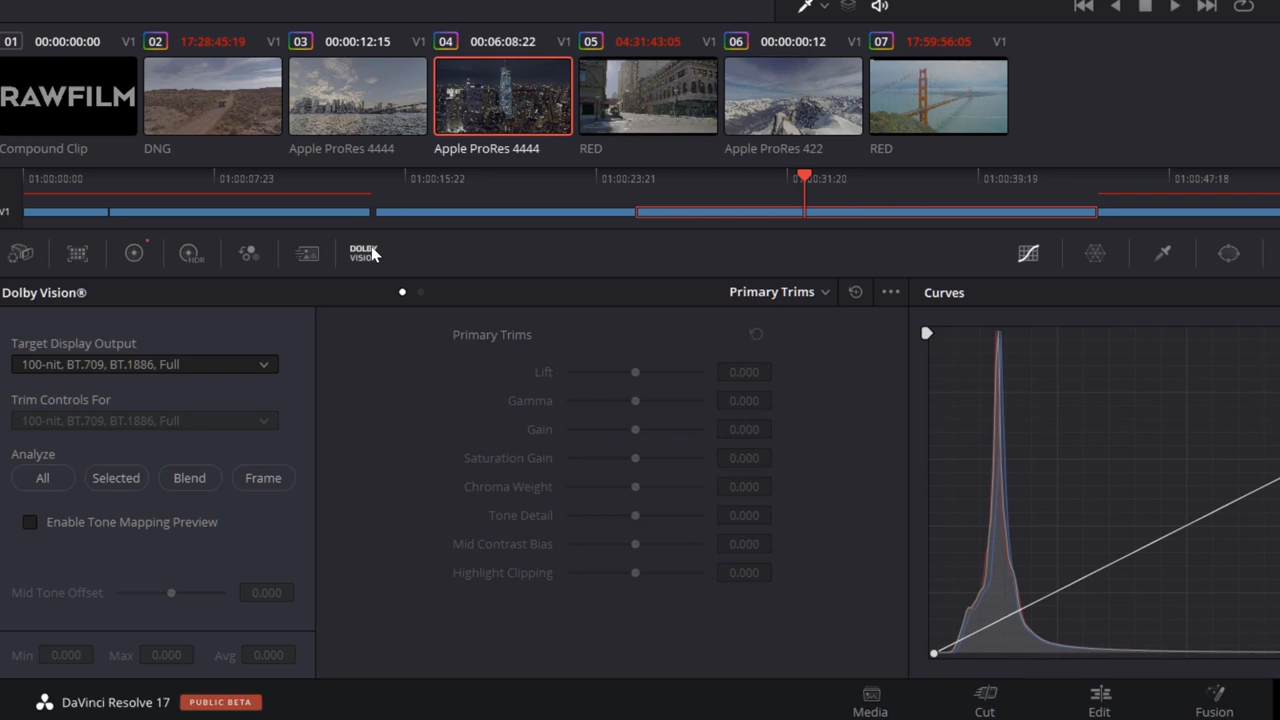 01 00:00:00:00 V1 02 17:28:45:19 V1 03 00:00:12:15 V1 04 00:06:08:22 V1 05 04:31:43:05 V1 06 00:00:00:12 V1 07 17:59:56:05 V1
RAWFILM
Compound Clip DNG Apple ProRes 4444 Apple ProRes 4444 RED Apple ProRes 422 RED
01:00:00:00 01:00:07:23 01:00:15:22 01:00:23:21 01:00:31:20 01:00:39:19 01:00:47:18
V1
HDR DOLBY
VISION
Dolby Vision® Primary Trims Curves
Target Display Output
100-nit, BT.709, BT.1886, Full
Trim Controls For
100-nit, BT.709, BT.1886, Full
Analyze
All Selected Blend Frame
Enable Tone Mapping Preview
Mid Tone Offset 0.000
Min 0.000 Max 0.000 Avg 0.000
Primary Trims
Lift 0.000
Gamma 0.000
Gain 0.000
Saturation Gain 0.000
Chroma Weight 0.000
Tone Detail 0.000
Mid Contrast Bias 0.000
Highlight Clipping 0.000
DaVinci Resolve 17 PUBLIC BETA
Media Cut Edit Fusion